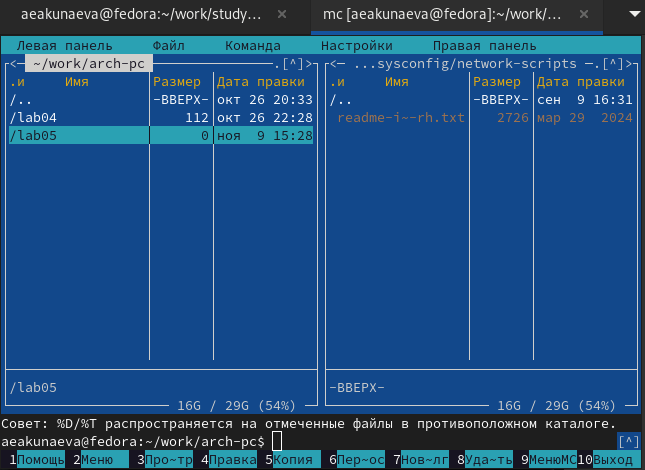 aeakunaeva@fedora:~/work/study... × mc [aeakunaeva@fedora]:~/work/... ×
Левая панель Файл Команда Настройки Правая панель
<─ ~/work/arch-pc ─.[^]> <─ ...sysconfig/network-scripts ─.[^]>
.и Имя Размер Дата правки .и Имя Размер Дата правки
/.. -ВВЕРХ- окт 26 20:33 /.. -ВВЕРХ- сен 9 16:31
/lab04 112 окт 26 22:28 readme-i~-rh.txt 2726 мар 29 2024
/lab05 0 ноя 9 15:28
/lab05 -ВВЕРХ-
16G / 29G (54%) 16G / 29G (54%)
Совет: %D/%T распространяется на отмеченные файлы в противоположном каталоге.
aeakunaeva@fedora:~/work/arch-pc$ [^]
1Помощь 2Меню 3Про~тр 4Правка 5Копия 6Пер~ос 7Нов~лг 8Уда~ть 9МенюМС 10Выход